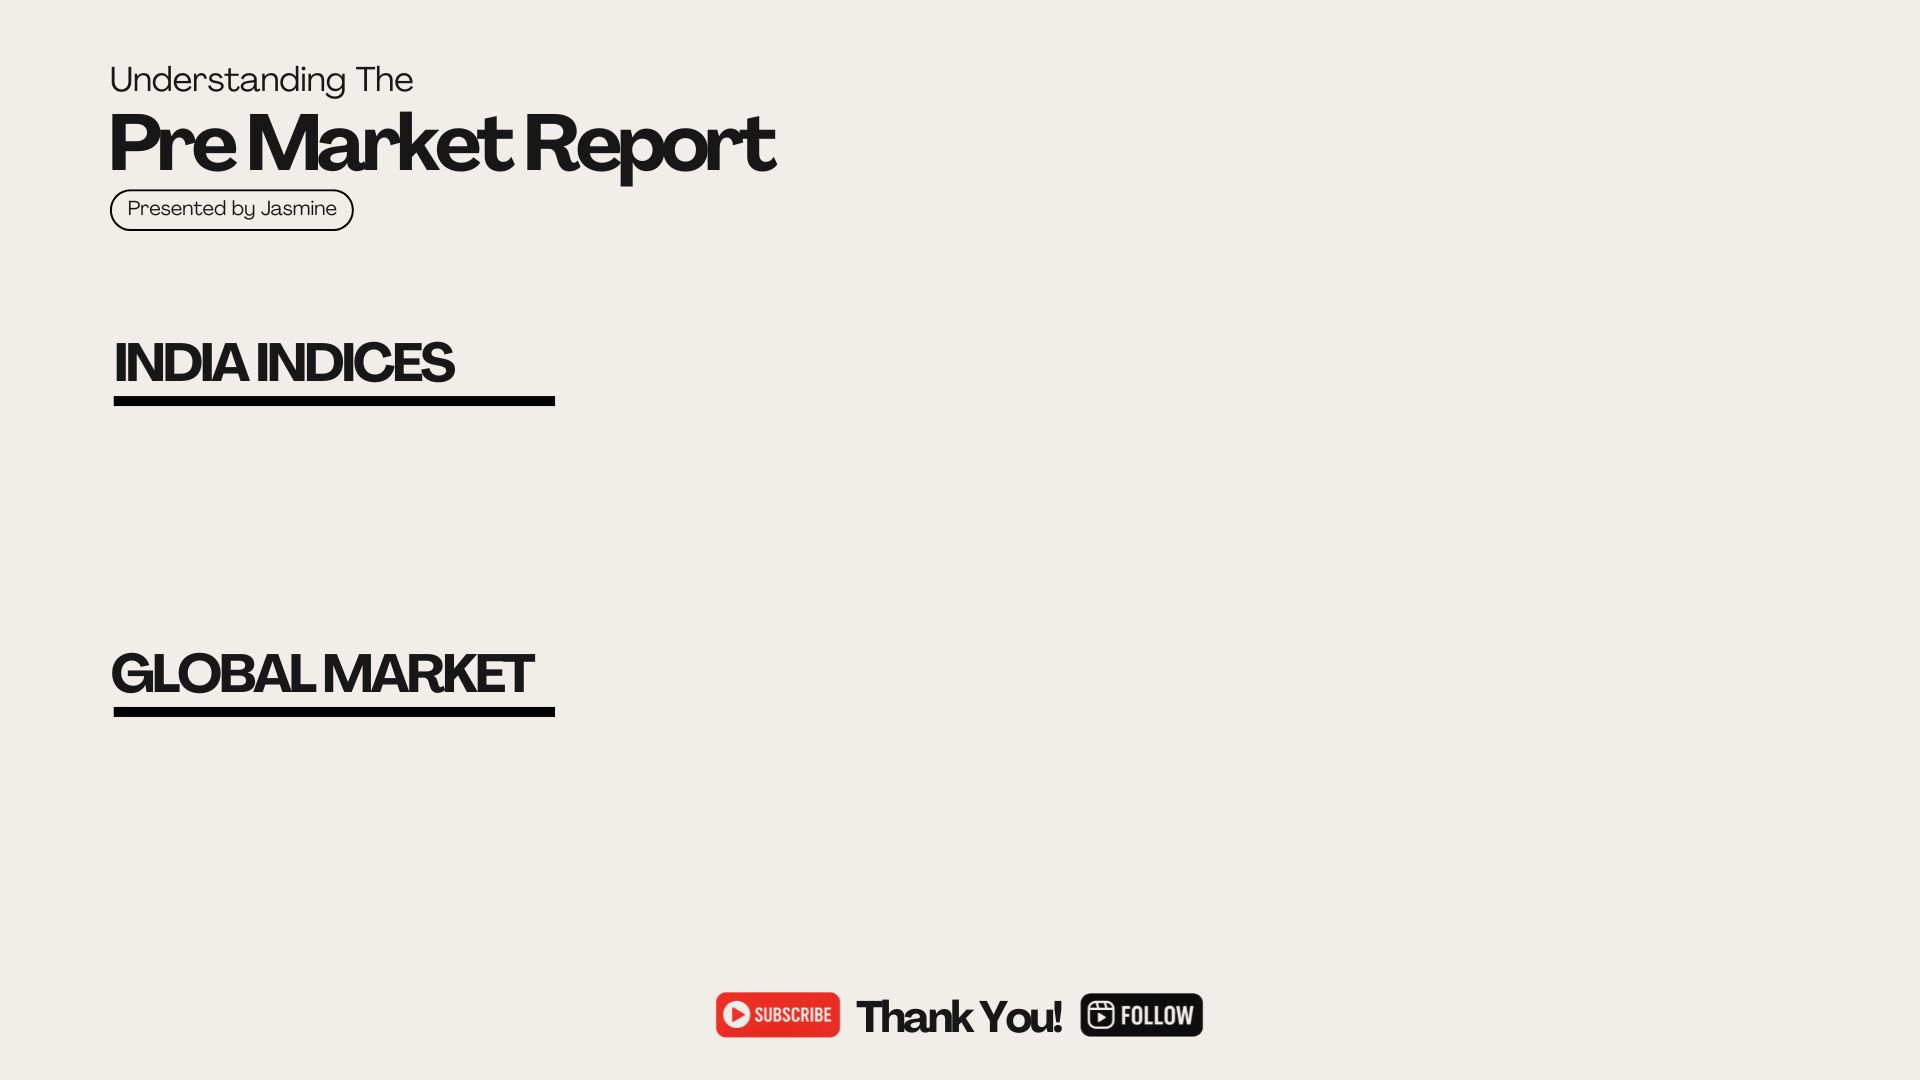 Understanding The
Pre Market Report
Presented by Jasmine
INDIA INDICES
GLOBAL MARKET
SUBSCRIBE Thank You! FOLLOW